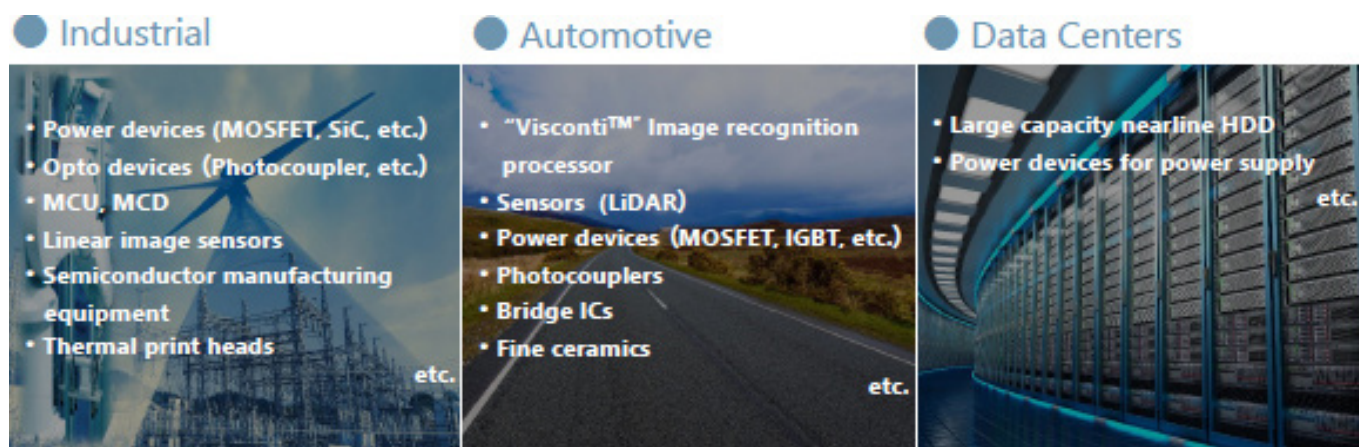 Industrial
• Power devices (MOSFET, SiC, etc.)
• Opto devices (Photocoupler, etc.)
• MCU, MCD
• Linear image sensors
• Semiconductor manufacturing
equipment
• Thermal print heads
etc.
Automotive
• “Visconti™” Image recognition
processor
• Sensors (LiDAR)
• Power devices (MOSFET, IGBT, etc.)
• Photocouplers
• Bridge ICs
• Fine ceramics
etc.
Data Centers
• Large capacity nearline HDD
• Power devices for power supply
etc.